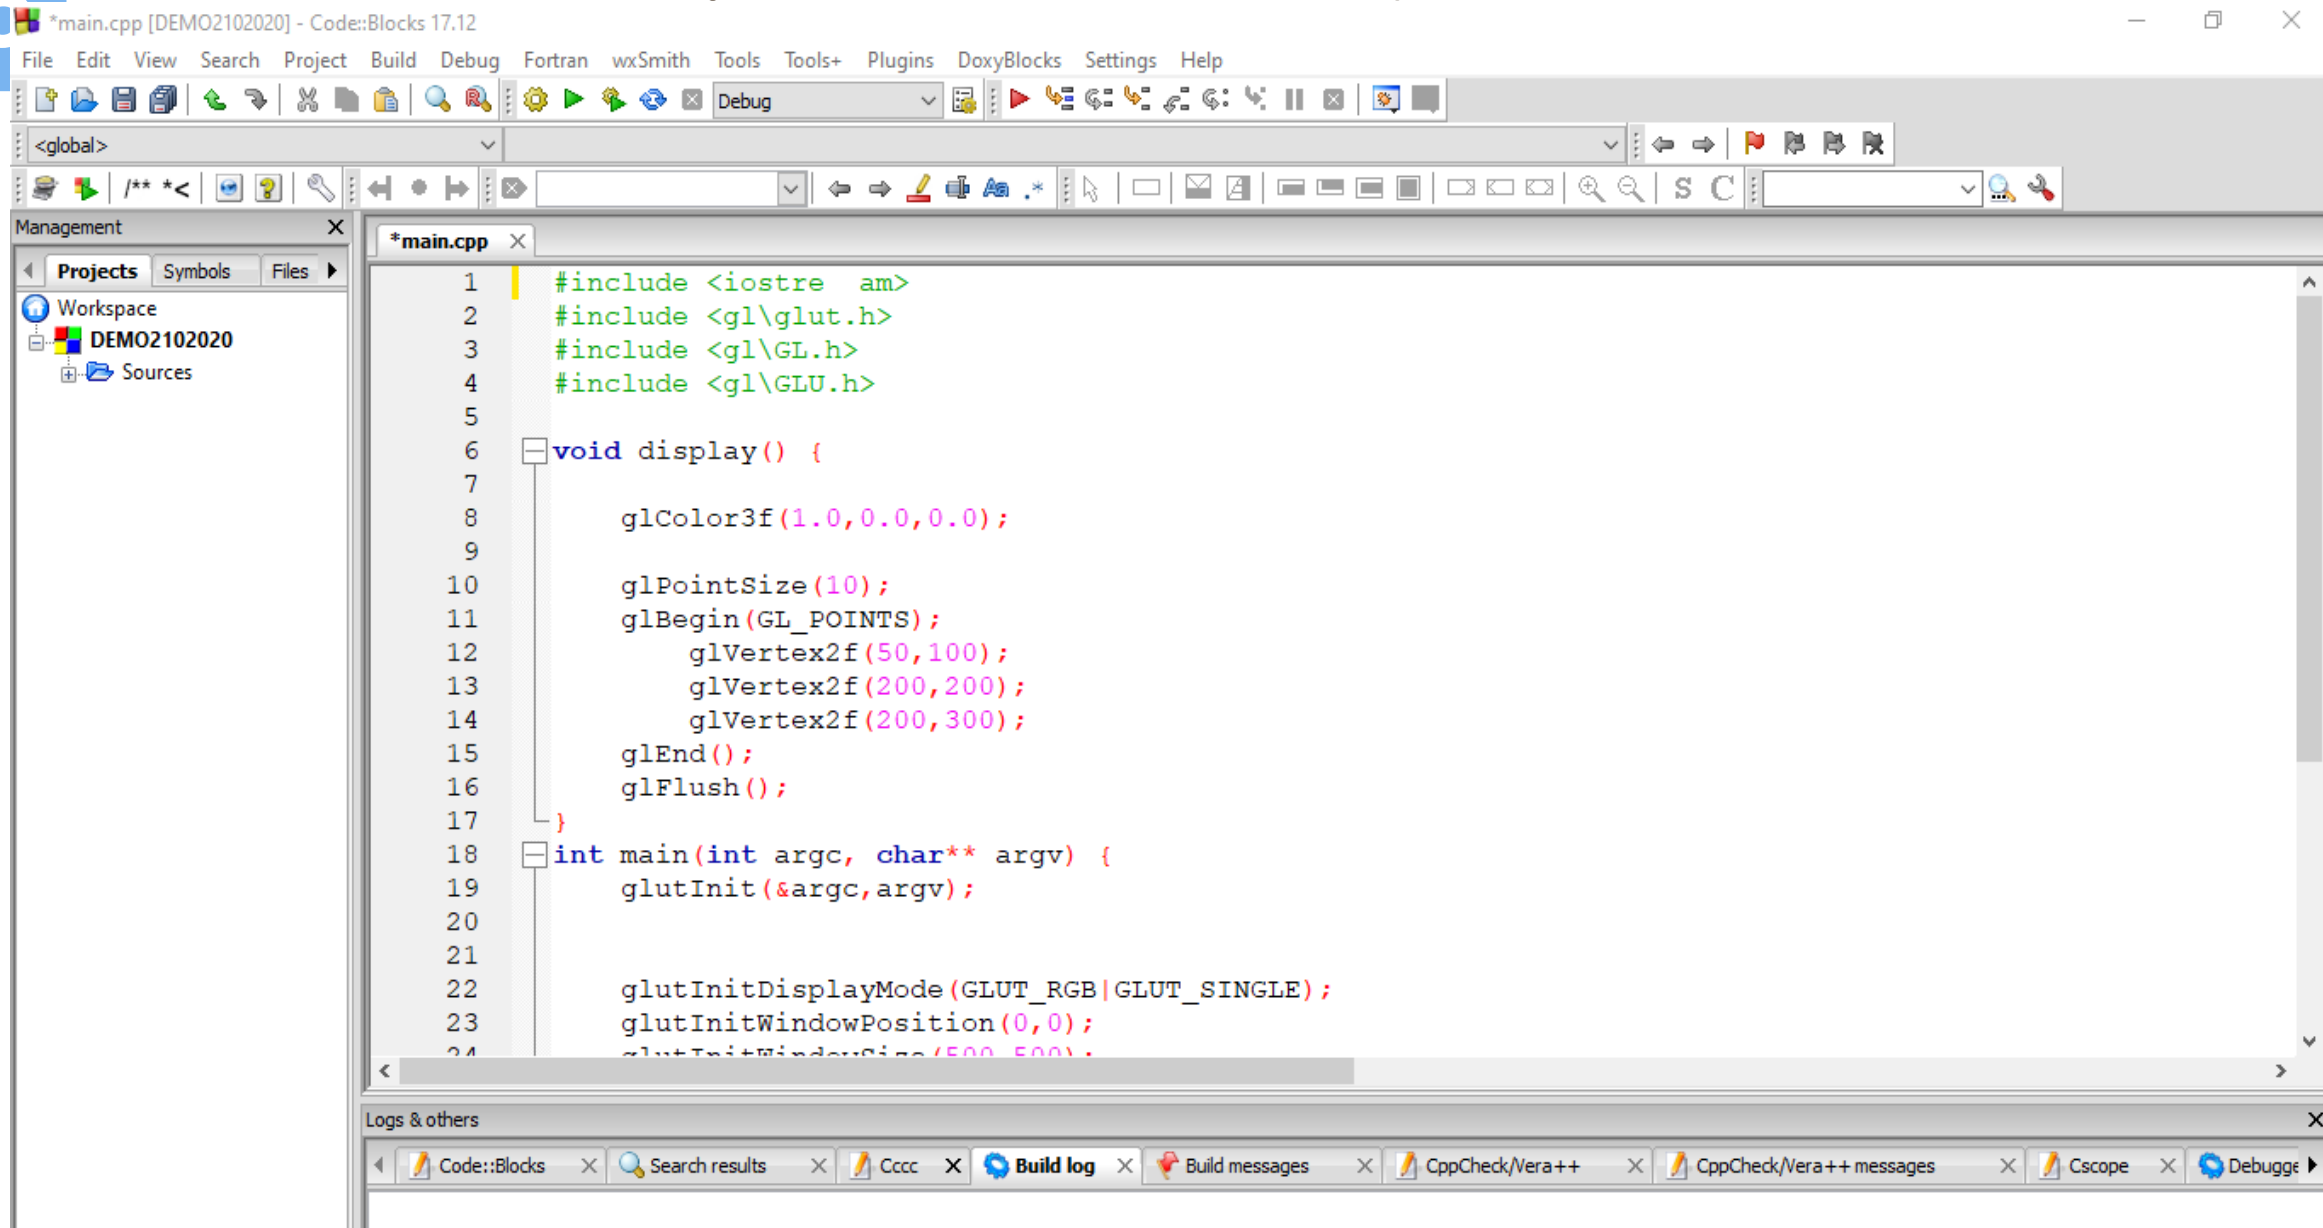 *main.cpp [DEMO2102020] - Code::Blocks 17.12
File Edit View Search Project Build Debug Fortran wxSmith Tools Tools+ Plugins DoxyBlocks Settings Help
Debug
<global>
/** *<
S C
Management
*main.cpp
Projects Symbols Files
Workspace
DEMO2102020
Sources
1 #include <iostre  am>
2 #include <gl\glut.h>
3 #include <gl\GL.h>
4 #include <gl\GLU.h>
5
6 void display() {
7
8 glColor3f(1.0,0.0,0.0);
9
10 glPointSize(10);
11 glBegin(GL_POINTS);
12 glVertex2f(50,100);
13 glVertex2f(200,200);
14 glVertex2f(200,300);
15 glEnd();
16 glFlush();
17 }
18 int main(int argc, char** argv) {
19 glutInit(&argc,argv);
20
21
22 glutInitDisplayMode(GLUT_RGB|GLUT_SINGLE);
23 glutInitWindowPosition(0,0);
24 glutInitWindowSize(500,500);
Logs & others
Code::Blocks Search results Cccc Build log Build messages CppCheck/Vera++ CppCheck/Vera++ messages Cscope Debugge